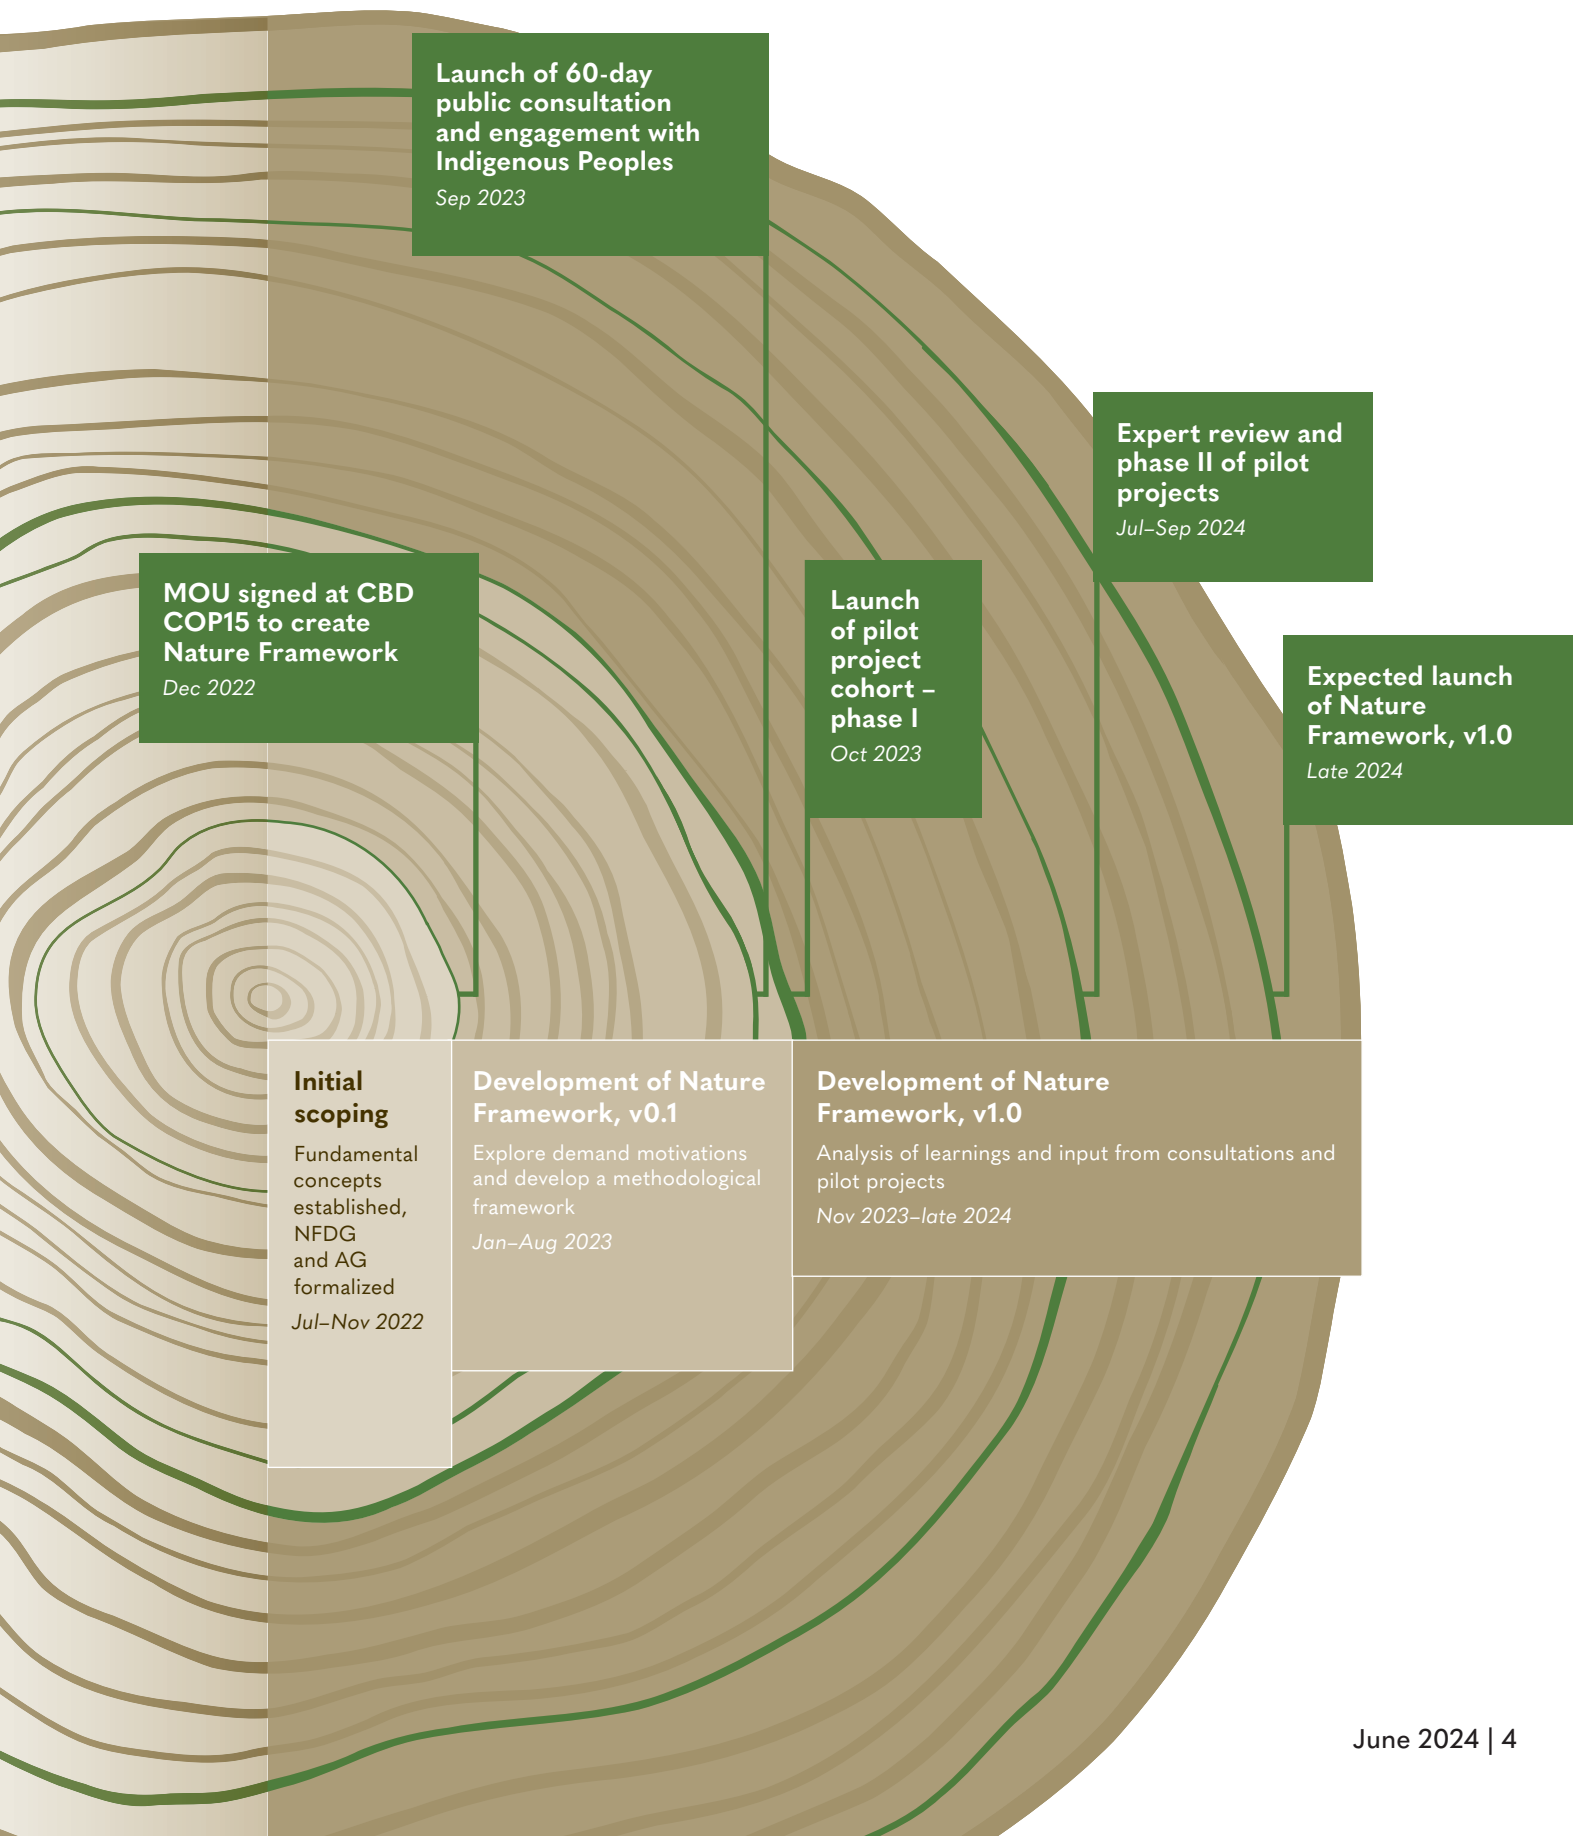 Launch of 60-day
public consultation
and engagement with
Indigenous Peoples
Sep 2023
Expert review and
phase II of pilot
projects
Jul–Sep 2024
MOU signed at CBD
COP15 to create
Nature Framework
Dec 2022
Launch
of pilot
project
cohort –
phase I
Oct 2023
Expected launch
of Nature
Framework, v1.0
Late 2024
Initial
scoping
Fundamental
concepts
established,
NFDG
and AG
formalized
Jul–Nov 2022
Development of Nature
Framework, v0.1
Explore demand motivations
and develop a methodological
framework
Jan–Aug 2023
Development of Nature
Framework, v1.0
Analysis of learnings and input from consultations and
pilot projects
Nov 2023–late 2024
June 2024 | 4